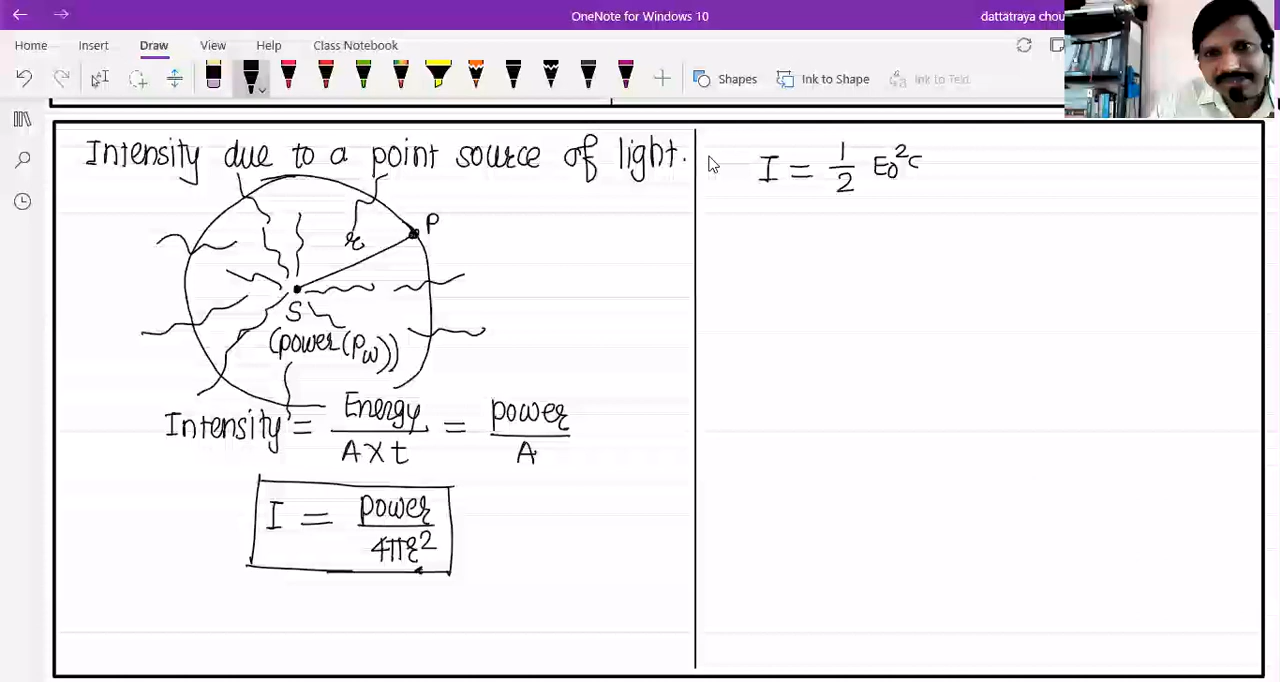 OneNote for Windows 10
dattatraya chou
Home Insert Draw View Help Class Notebook
Shapes Ink to Shape Ink to Text
Intensity due to a point source of light.
P
r
S
(power(Pw))
Intensity = Energy / A×t = power / A
I = power / 4πr²
I = 1/2 E₀²c